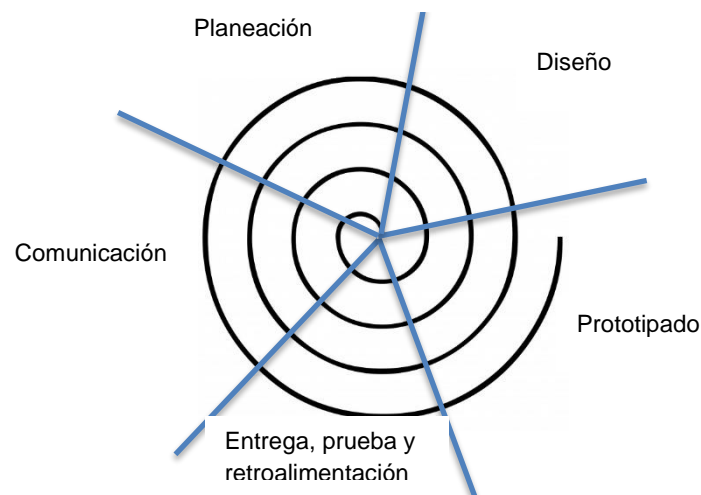 Planeación
Diseño
Comunicación
Prototipado
Entrega, prueba y
retroalimentación